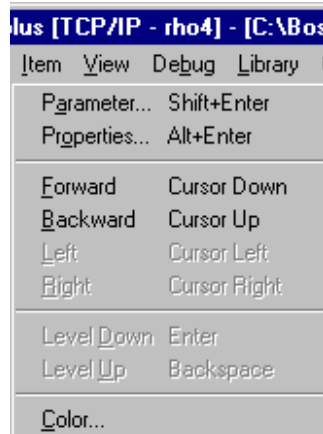 lus [TCP/IP - rho4] - [C:\Bos
Item View Debug Library
Parameter... Shift+Enter
Properties... Alt+Enter
Forward Cursor Down
Backward Cursor Up
Left Cursor Left
Right Cursor Right
Level Down Enter
Level Up Backspace
Color...